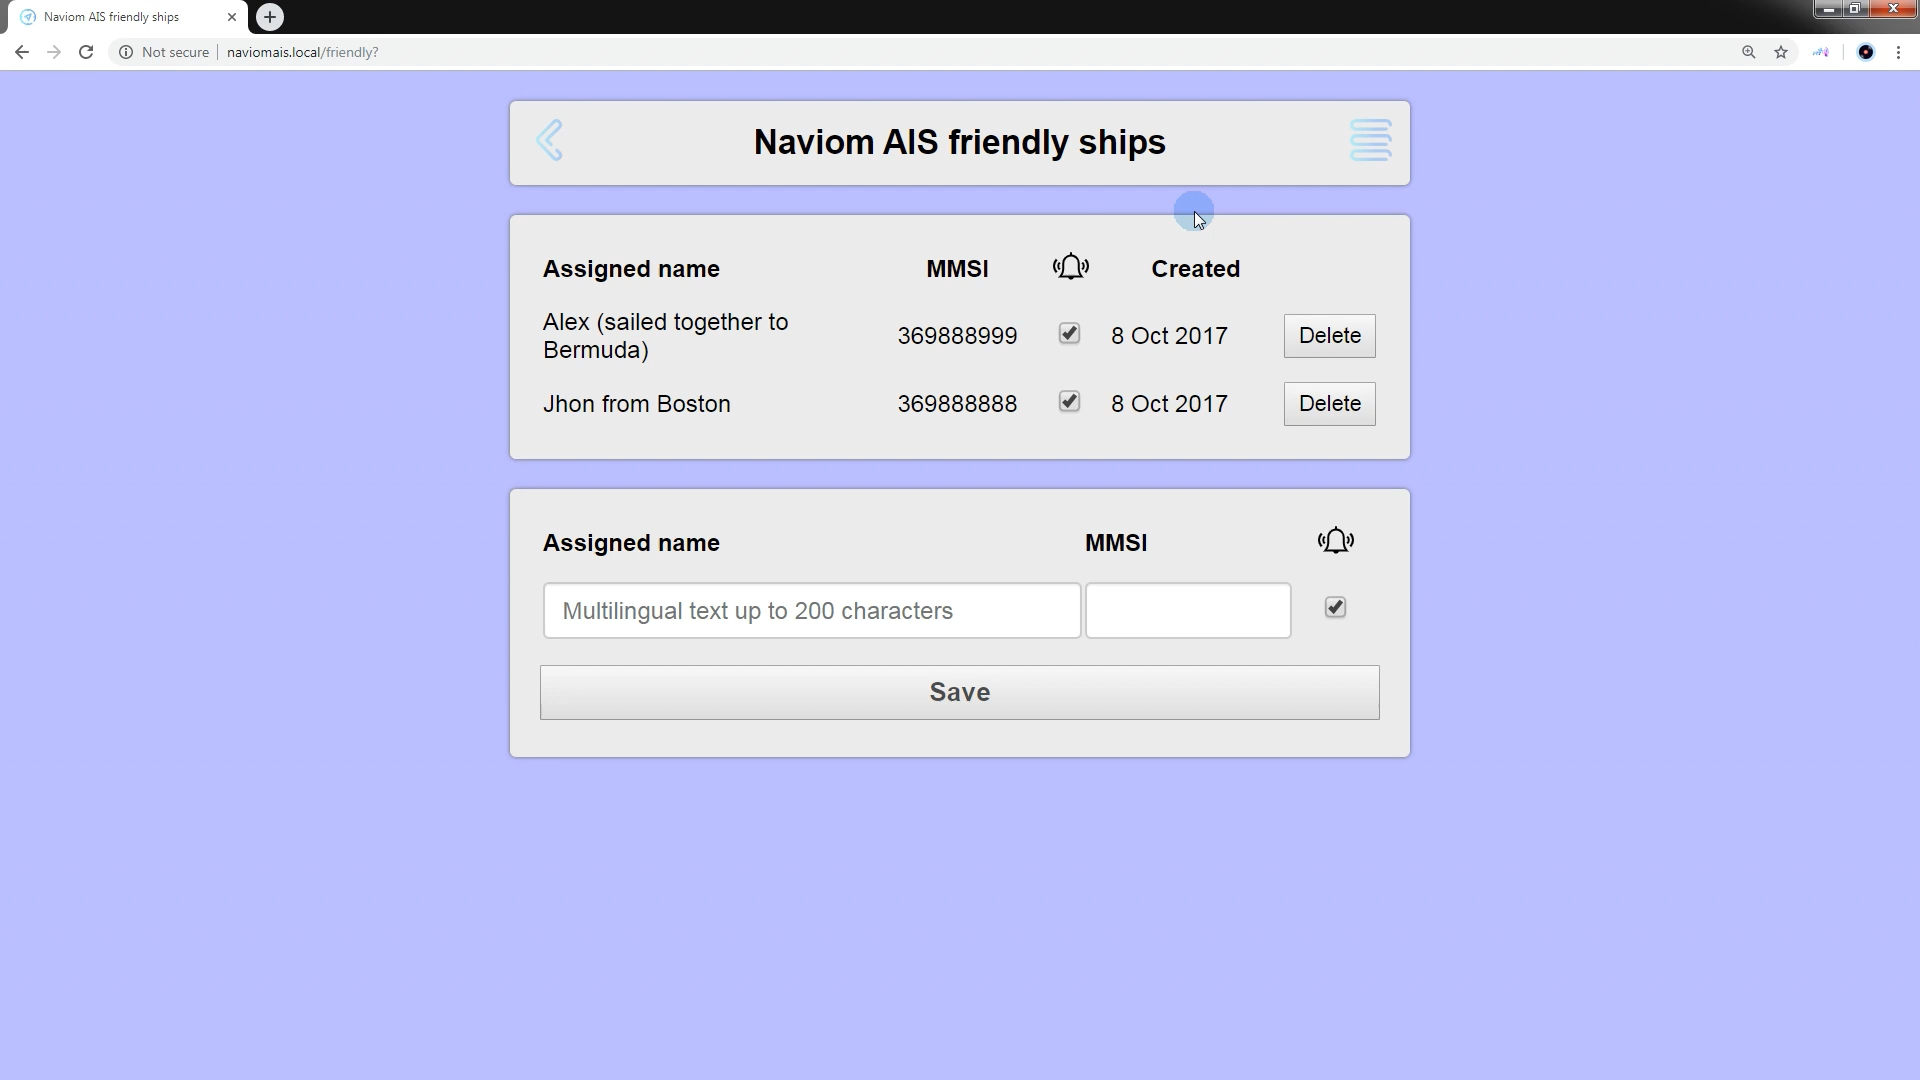 Naviom AIS friendly ships
Not secure naviomais.local/friendly?
Naviom AIS friendly ships
Assigned name MMSI Created
Alex (sailed together to
Bermuda) 369888999 8 Oct 2017 Delete
Jhon from Boston 369888888 8 Oct 2017 Delete
Assigned name MMSI
Multilingual text up to 200 characters
Save